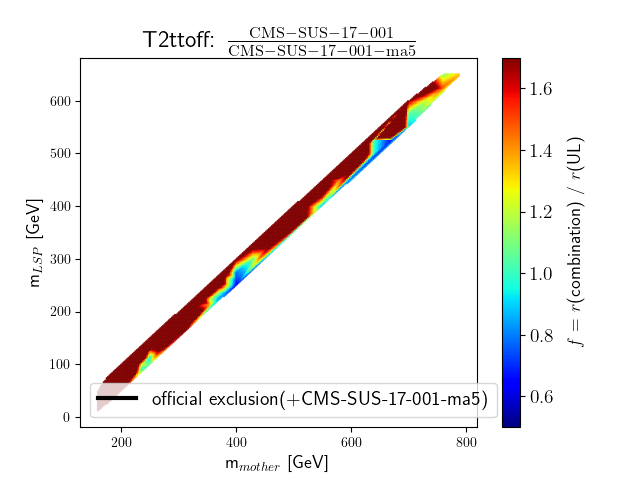 T2ttoff: CMS−SUS−17−001
CMS−SUS−17−001−ma5
1.6
1.4
1.2
1.0
0.8
0.6
f = r(combination) / r(UL)
600
500
400
300
200
100
0
m_LSP [GeV]
official exclusion(+CMS-SUS-17-001-ma5)
200
400
600
800
m_mother [GeV]